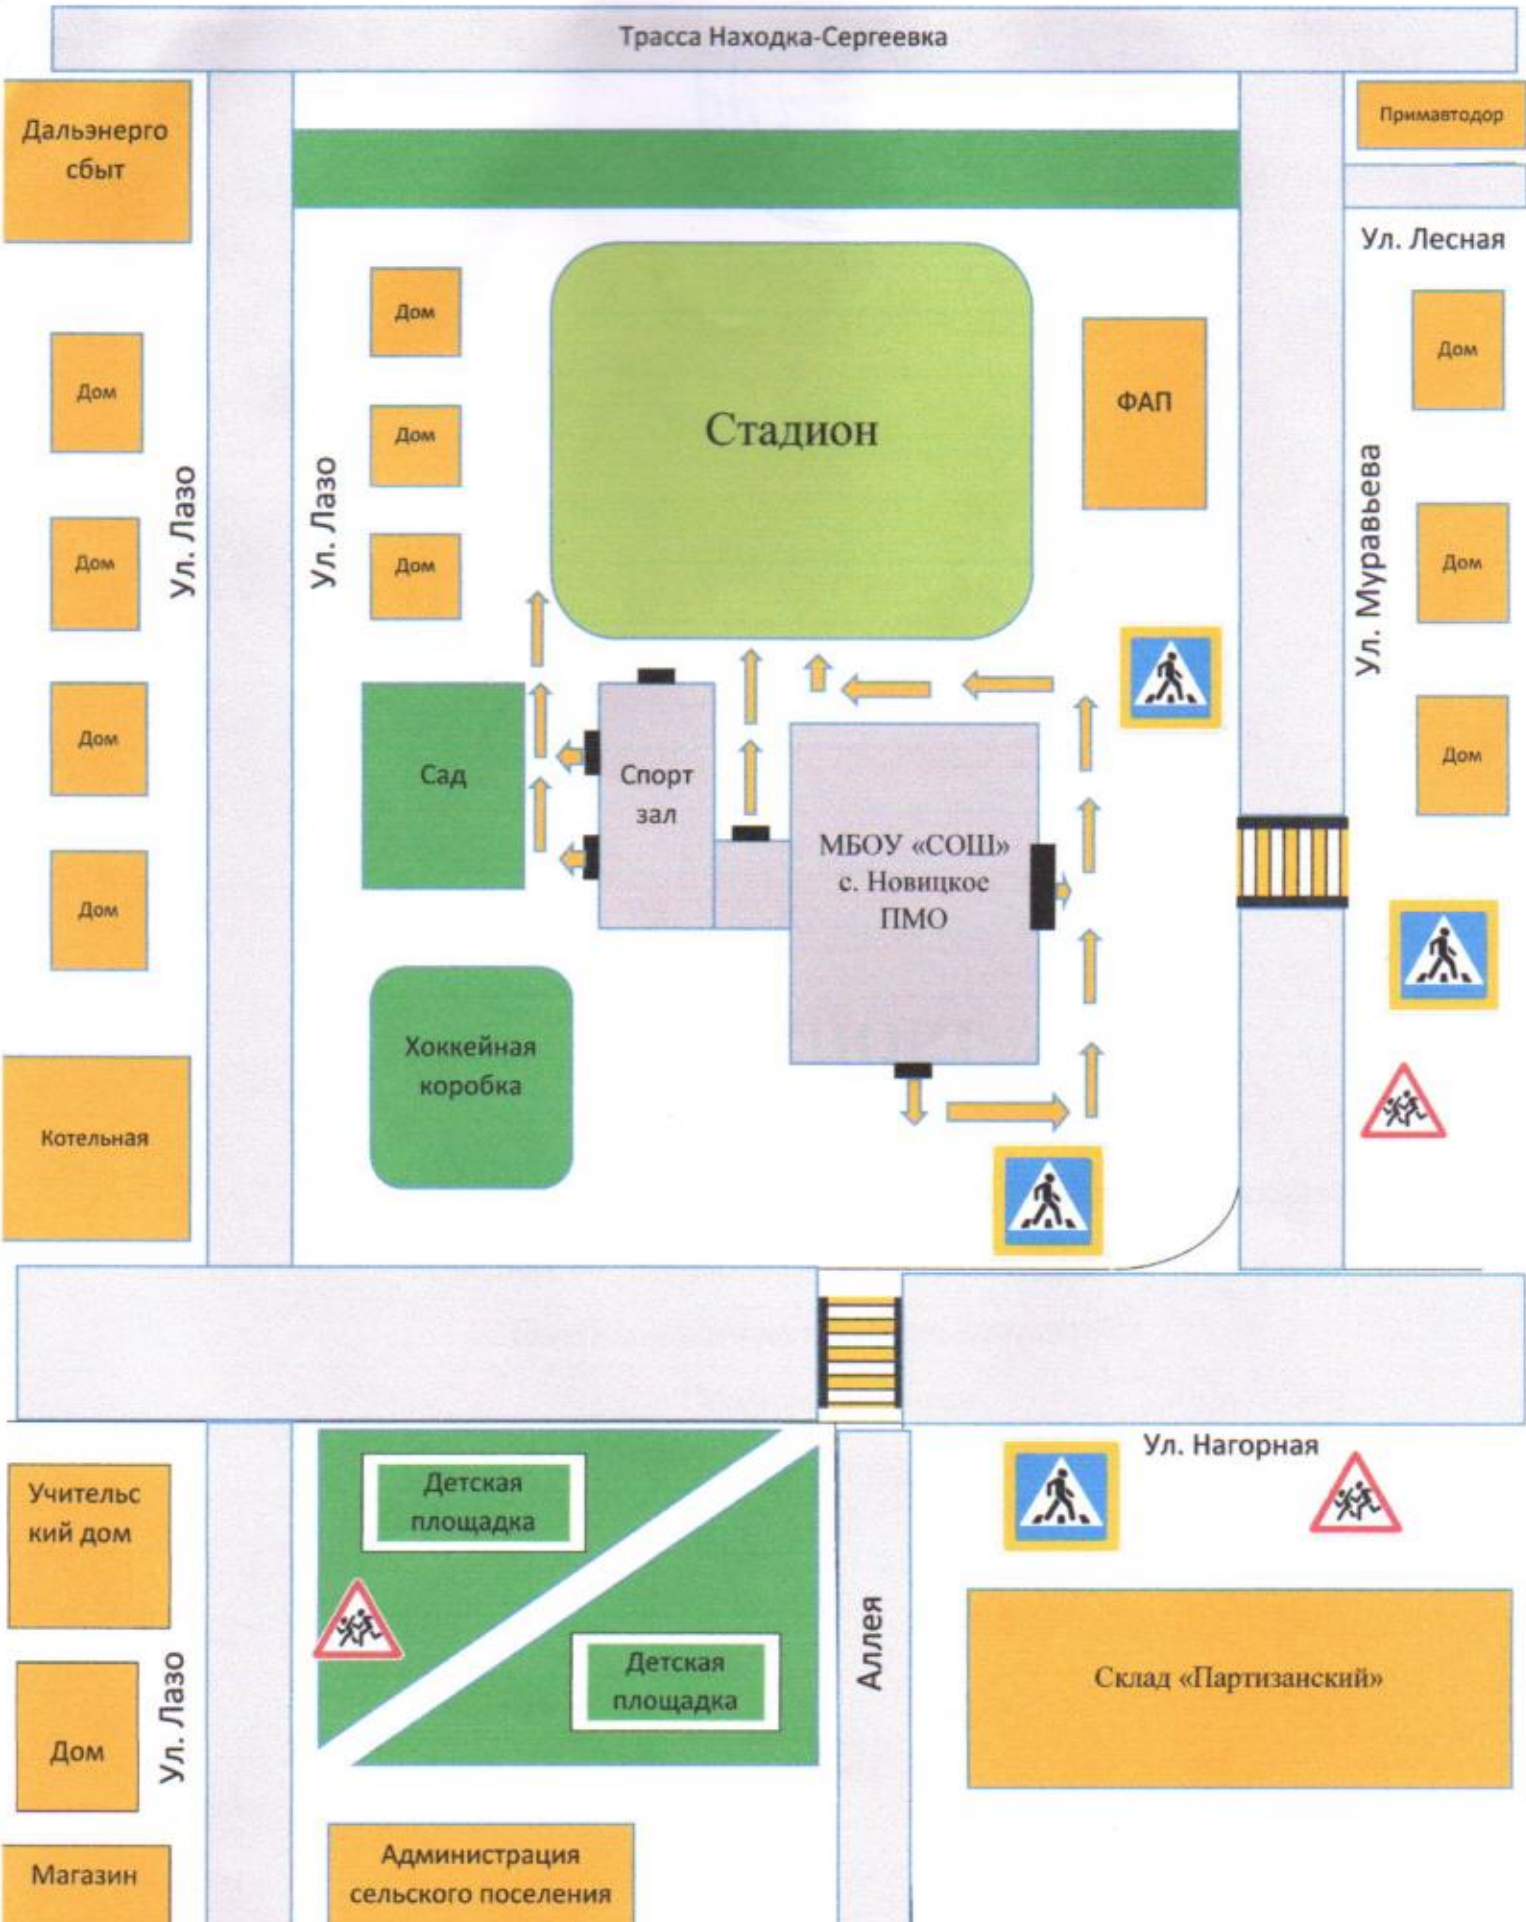 Трасса Находка-Сергеевка
Дальэнерго
сбыт
Примавтодор
Ул. Лесная
Дом
Дом
Дом
Дом
Дом
Дом
Дом
Ул. Лазо
Ул. Лазо
Стадион
ФАП
Дом
Дом
Дом
Ул. Муравьева
Сад
Спорт
зал
МБОУ «СОШ»
с. Новицкое
ПМО
Хоккейная
коробка
Котельная
Ул. Нагорная
Учительс
кий дом
Дом
Ул. Лазо
Магазин
Детская
площадка
Детская
площадка
Аллея
Склад «Партизанский»
Администрация
сельского поселения